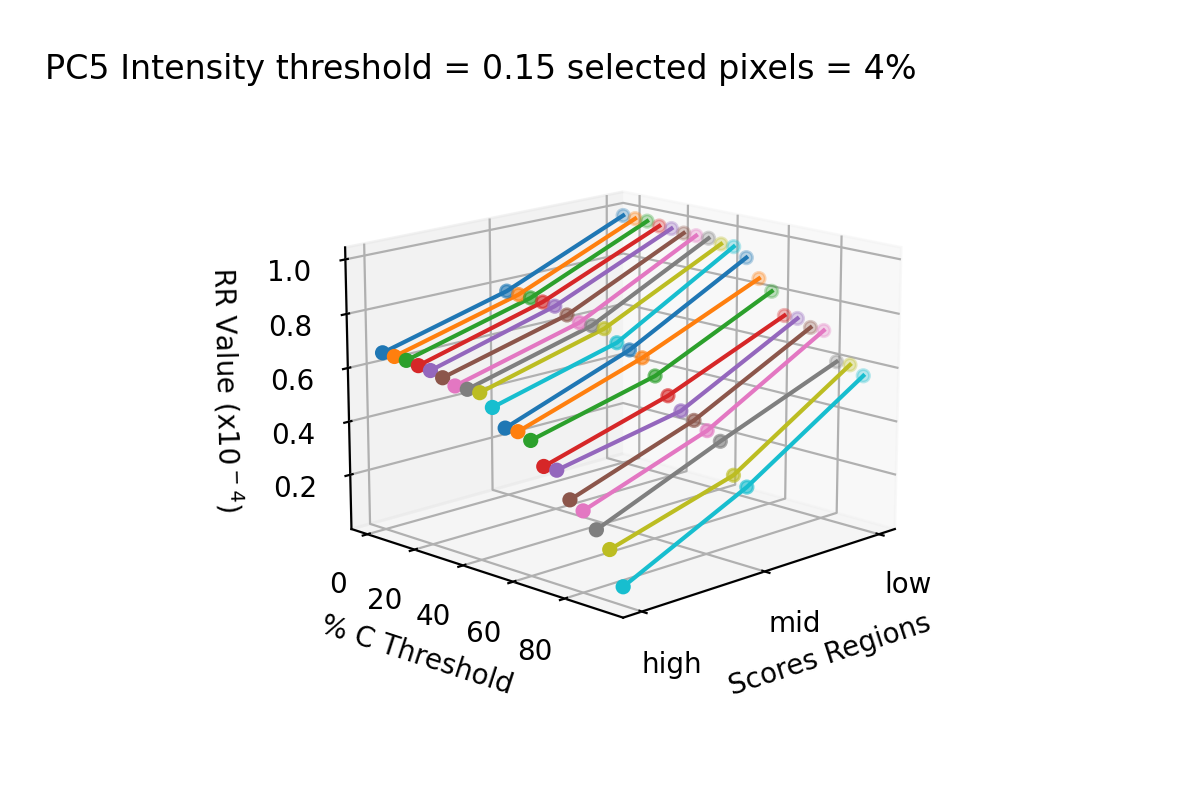 PC5 Intensity threshold = 0.15 selected pixels = 4%
RR Value (x10⁻⁴)
1.0
0.8
0.6
0.4
0.2
0
20
40
60
80
% C Threshold
high
mid
low
Scores Regions